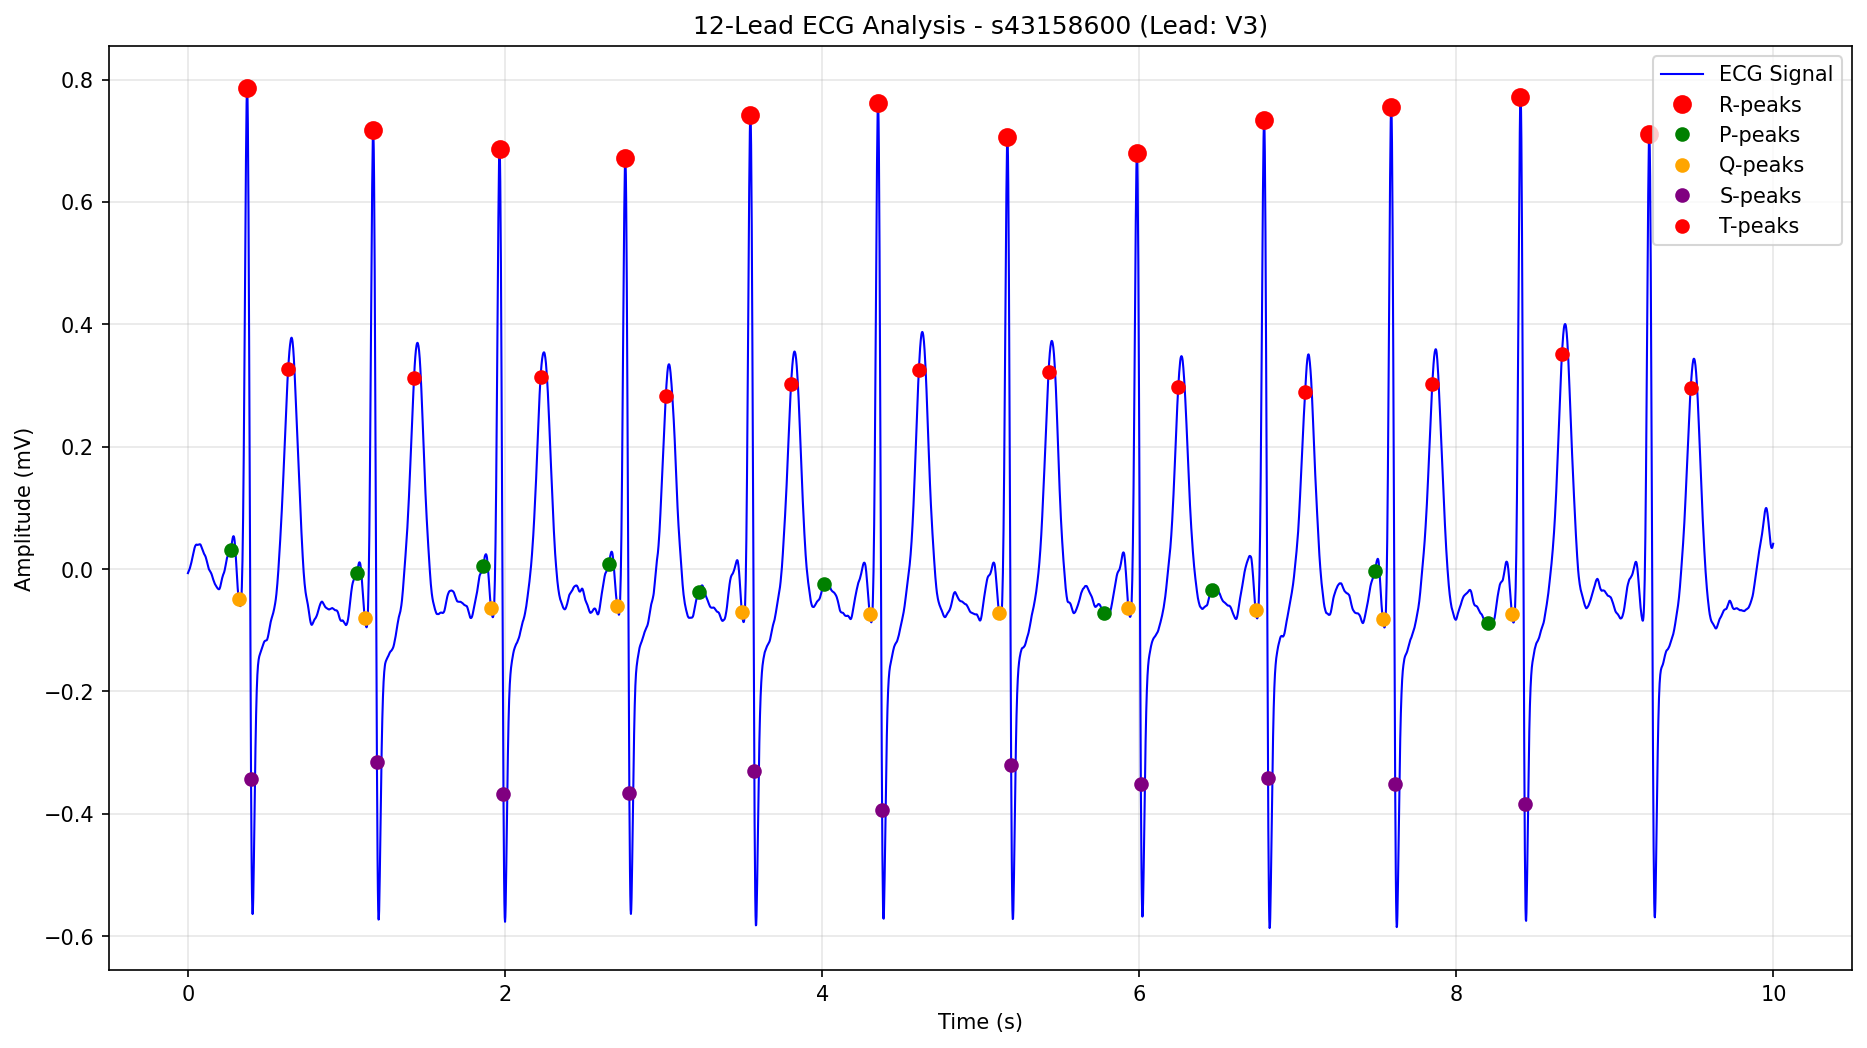 12-Lead ECG Analysis - s43158600 (Lead: V3)
ECG Signal
R-peaks
P-peaks
Q-peaks
S-peaks
T-peaks
Amplitude (mV)
0.8
0.6
0.4
0.2
0.0
−0.2
−0.4
−0.6
0 2 4 6 8 10
Time (s)